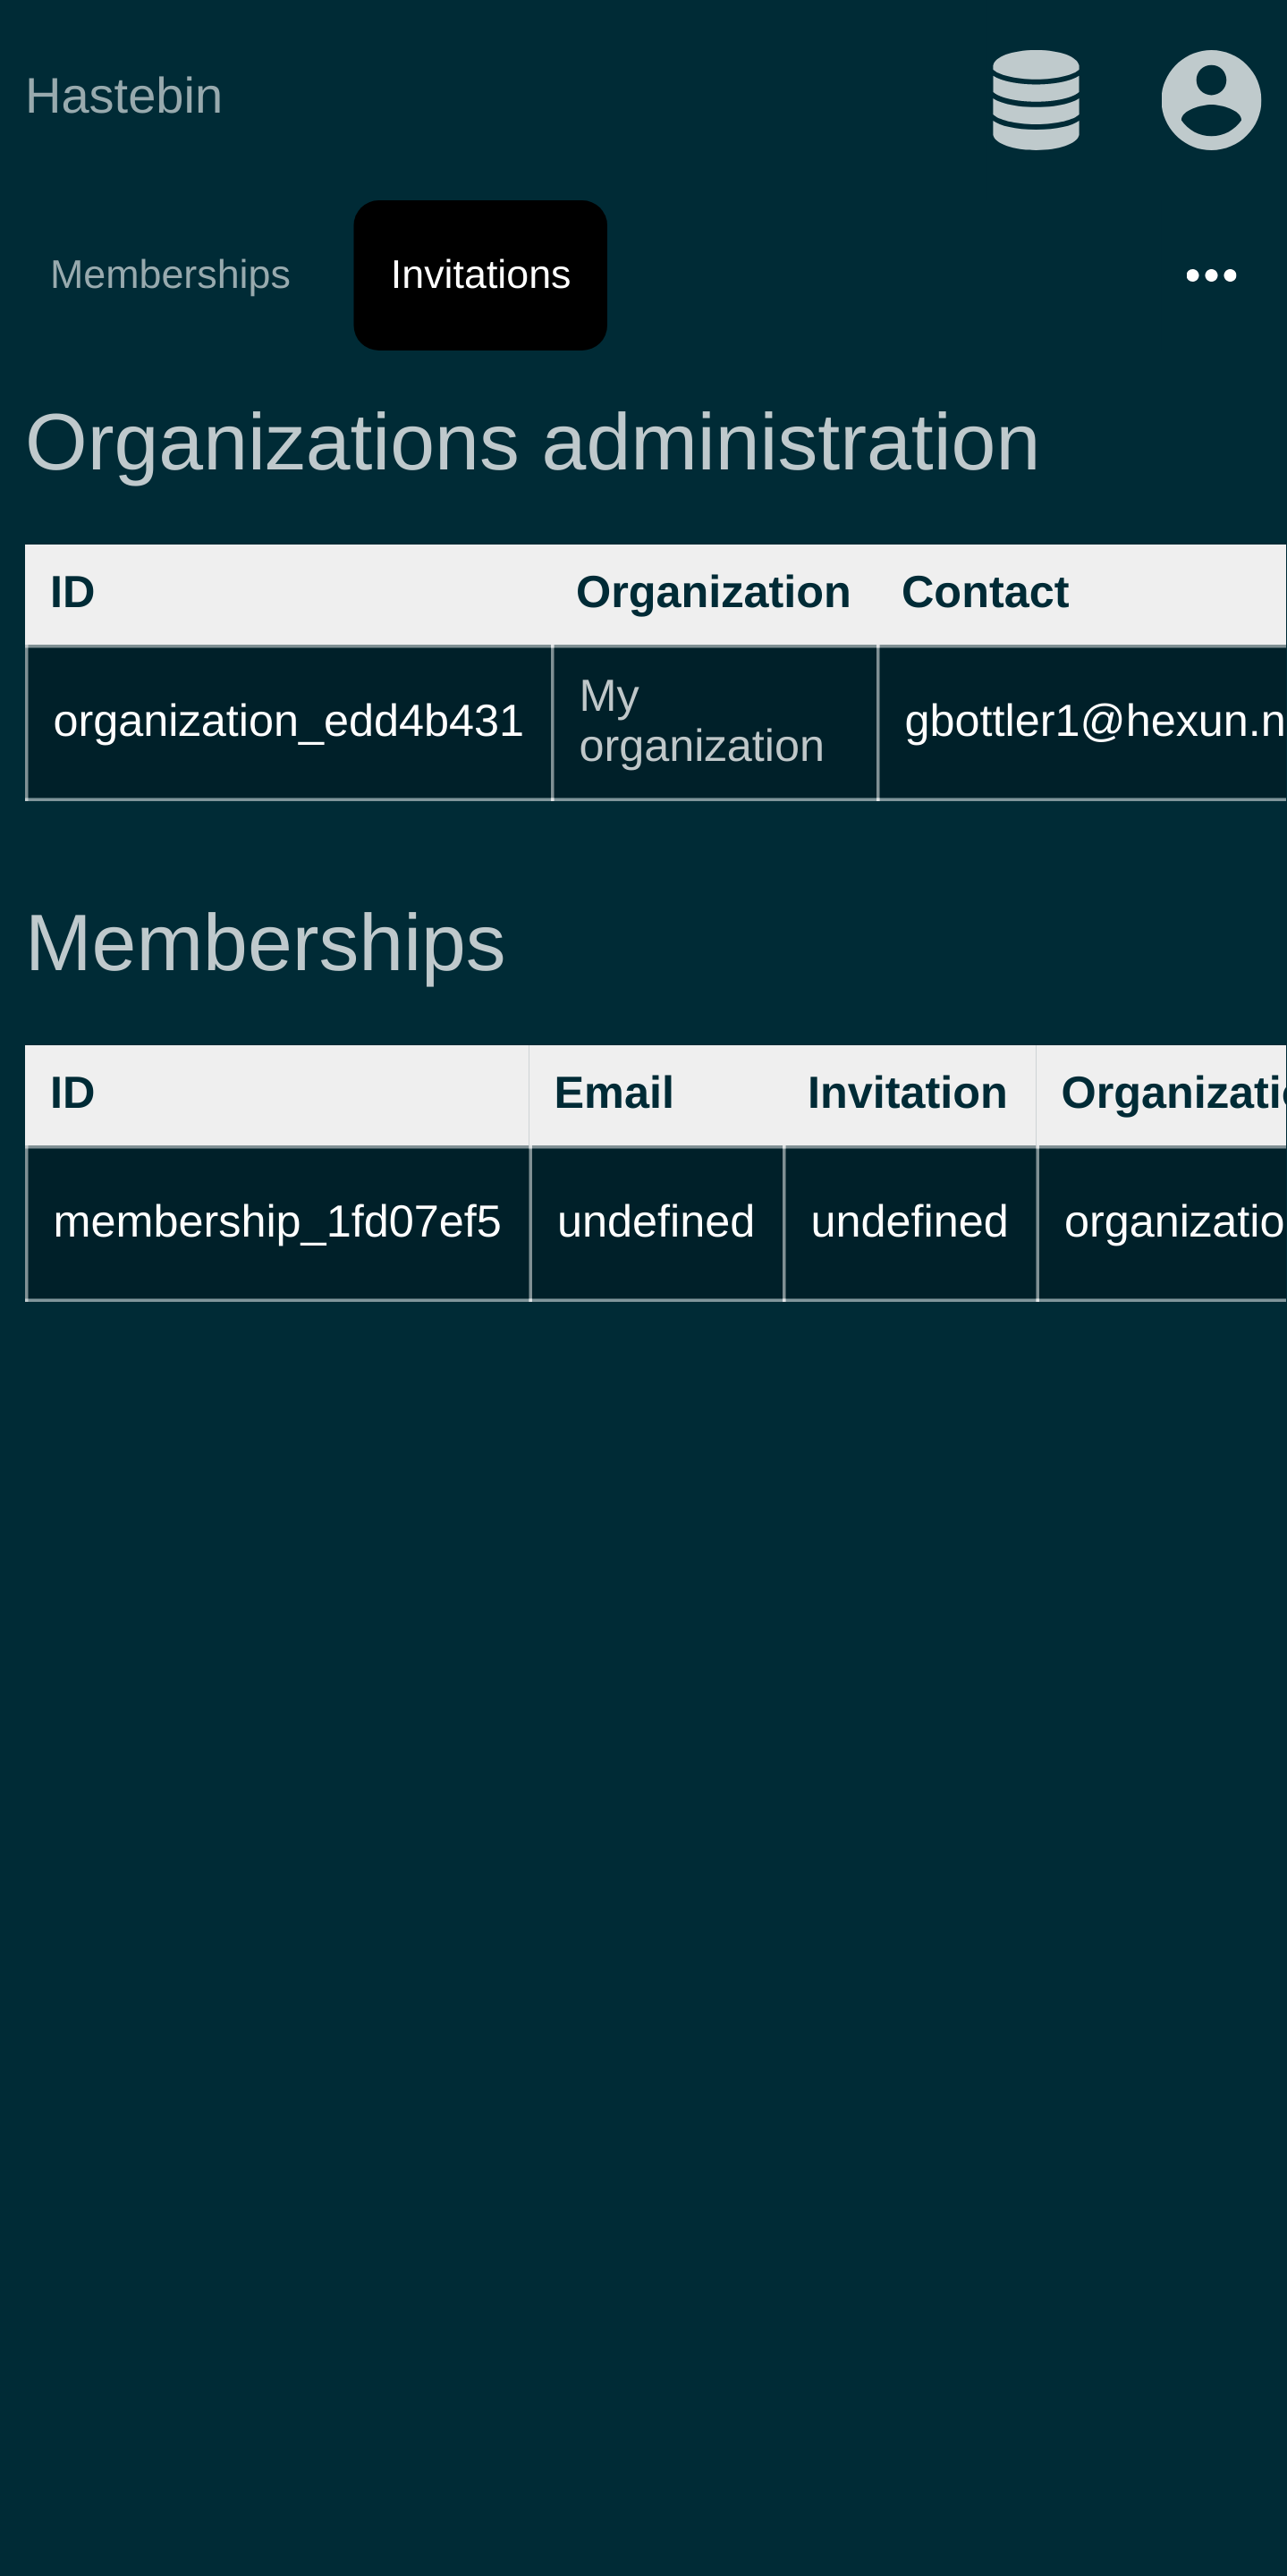 Hastebin
Memberships Invitations
Organizations administration
ID Organization Contact
organization_edd4b431 My organization gbottler1@hexun.n
Memberships
ID Email Invitation Organizatio
membership_1fd07ef5 undefined undefined organizatio